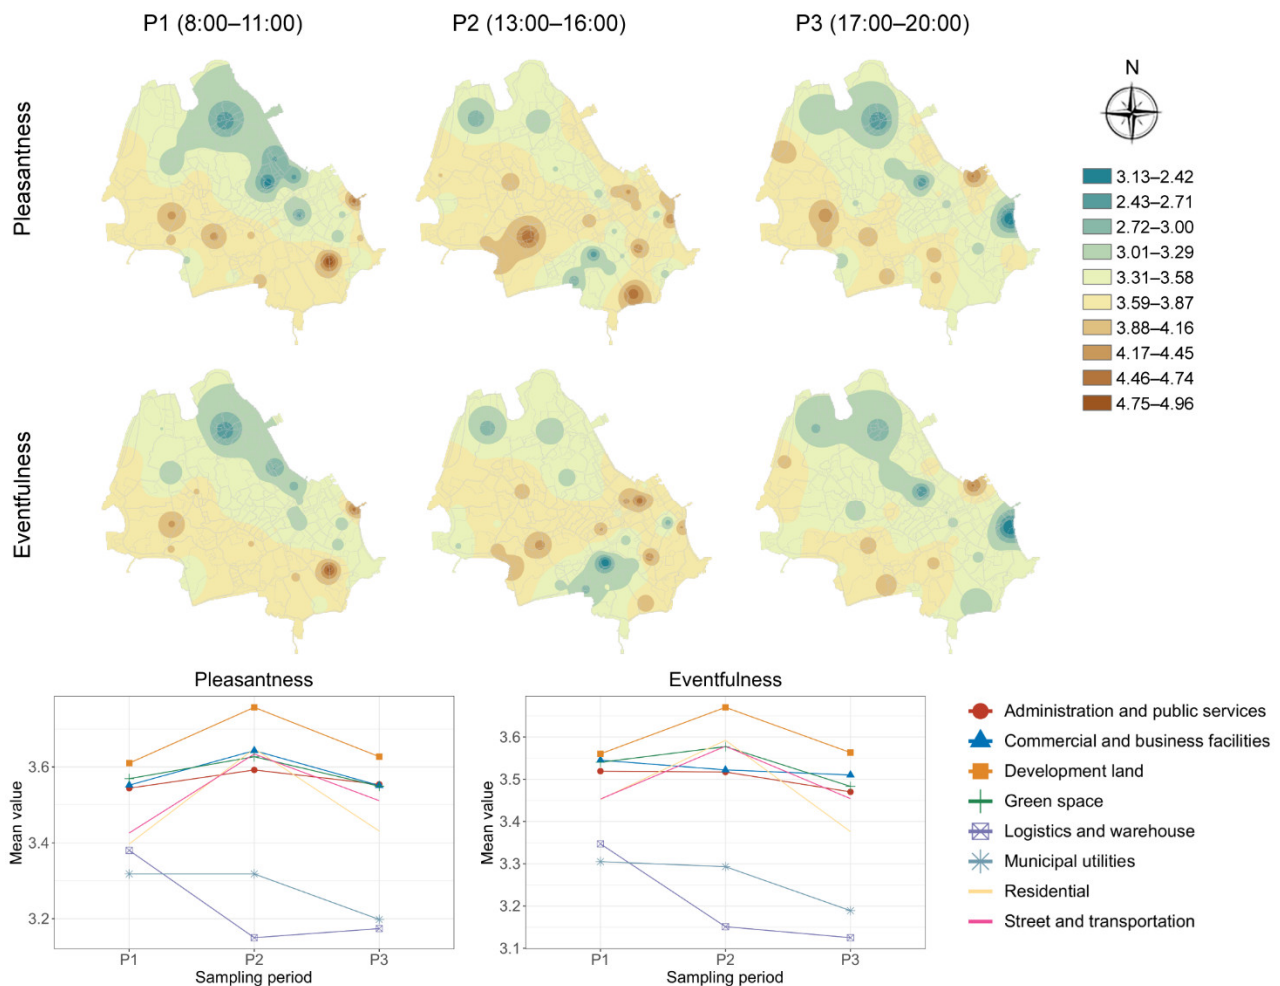 P1 (8:00–11:00)
P2 (13:00–16:00)
P3 (17:00–20:00)
N
Pleasantness
3.13–2.42
2.43–2.71
2.72–3.00
3.01–3.29
3.31–3.58
3.59–3.87
3.88–4.16
4.17–4.45
4.46–4.74
4.75–4.96
Eventfulness
Pleasantness
Mean value
3.6
3.4
3.2
P1
P2
P3
Sampling period
Eventfulness
Mean value
3.6
3.5
3.4
3.3
3.2
3.1
P1
P2
P3
Sampling period
Administration and public services
Commercial and business facilities
Development land
Green space
Logistics and warehouse
Municipal utilities
Residential
Street and transportation